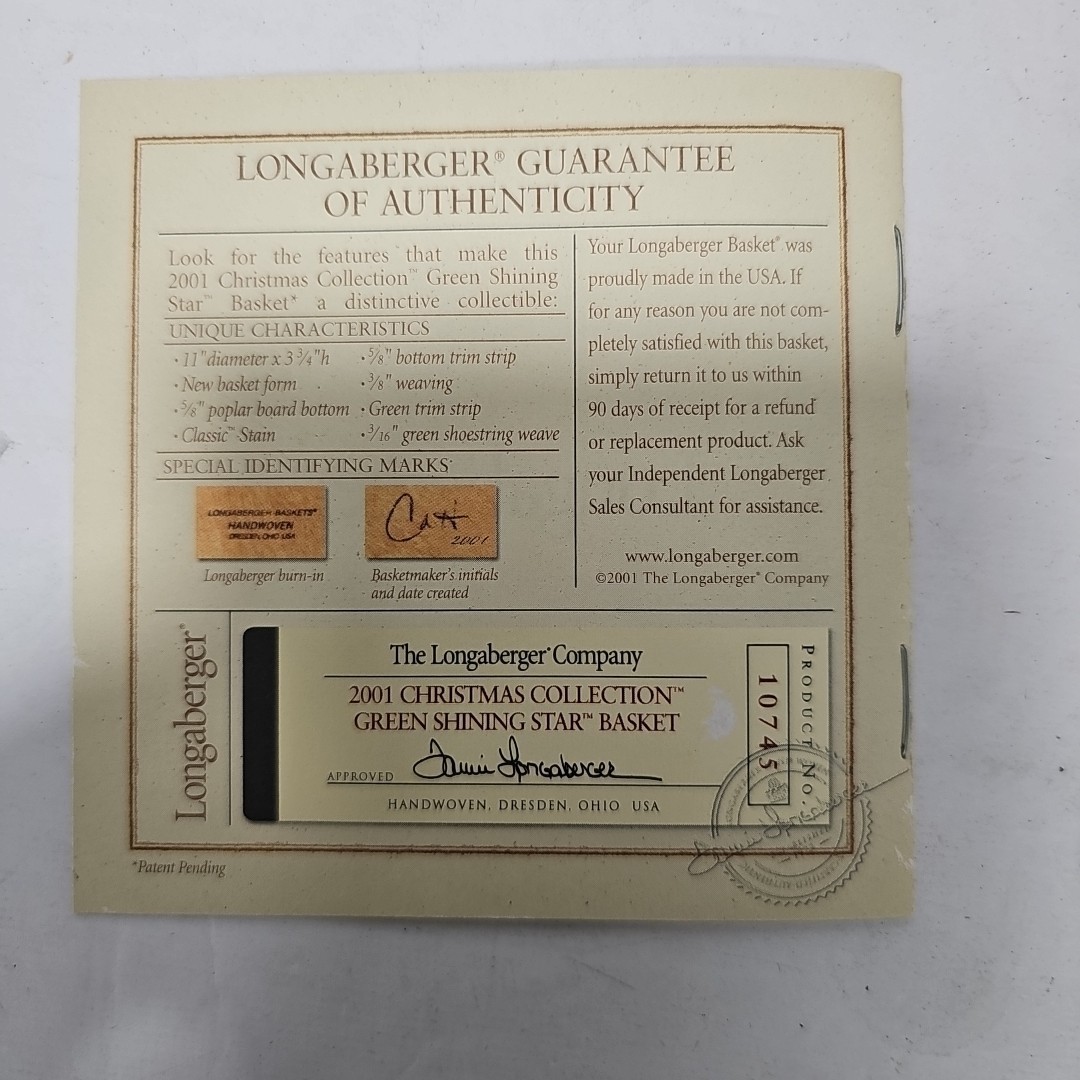 LONGABERGER® GUARANTEE
OF AUTHENTICITY
Look for the features that make this
2001 Christmas Collection™ Green Shining
Star™ Basket* a distinctive collectible:
UNIQUE CHARACTERISTICS
• 11" diameter x 3 3/4"h
• New basket form
• 5/8" poplar board bottom
• Classic™ Stain
• 5/8" bottom trim strip
• 3/8" weaving
• Green trim strip
• 3/16" green shoestring weave
SPECIAL IDENTIFYING MARKS
LONGABERGER BASKETS®
HANDWOVEN
DRESDEN, OHIO USA
Longaberger burn-in
2001
Basketmaker's initials
and date created
Your Longaberger Basket® was
proudly made in the USA. If
for any reason you are not com-
pletely satisfied with this basket,
simply return it to us within
90 days of receipt for a refund
or replacement product. Ask
your Independent Longaberger
Sales Consultant for assistance.
www.longaberger.com
©2001 The Longaberger® Company
Longaberger®
The Longaberger® Company
2001 CHRISTMAS COLLECTION™
GREEN SHINING STAR™ BASKET
APPROVED Tami Longaberger
HANDWOVEN, DRESDEN, OHIO USA
10745
PRODUCT NO.
*Patent Pending